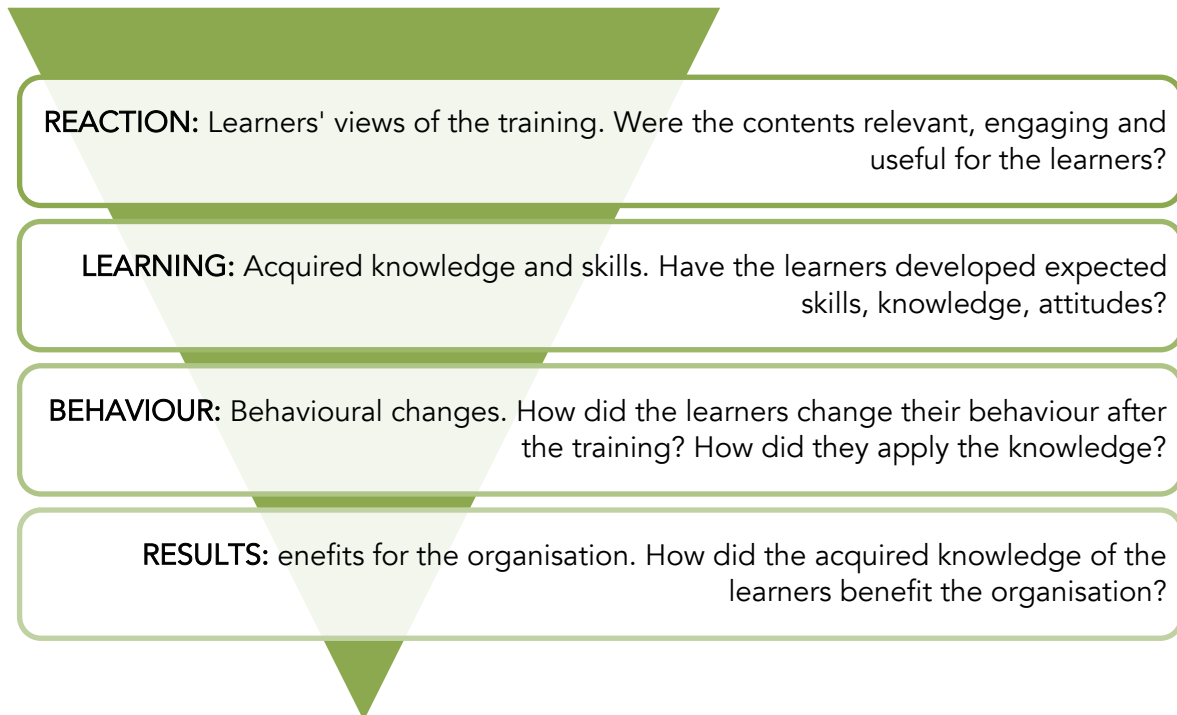 REACTION: Learners' views of the training. Were the contents relevant, engaging and
useful for the learners?
LEARNING: Acquired knowledge and skills. Have the learners developed expected
skills, knowledge, attitudes?
BEHAVIOUR: Behavioural changes. How did the learners change their behaviour after
the training? How did they apply the knowledge?
RESULTS: enefits for the organisation. How did the acquired knowledge of the
learners benefit the organisation?